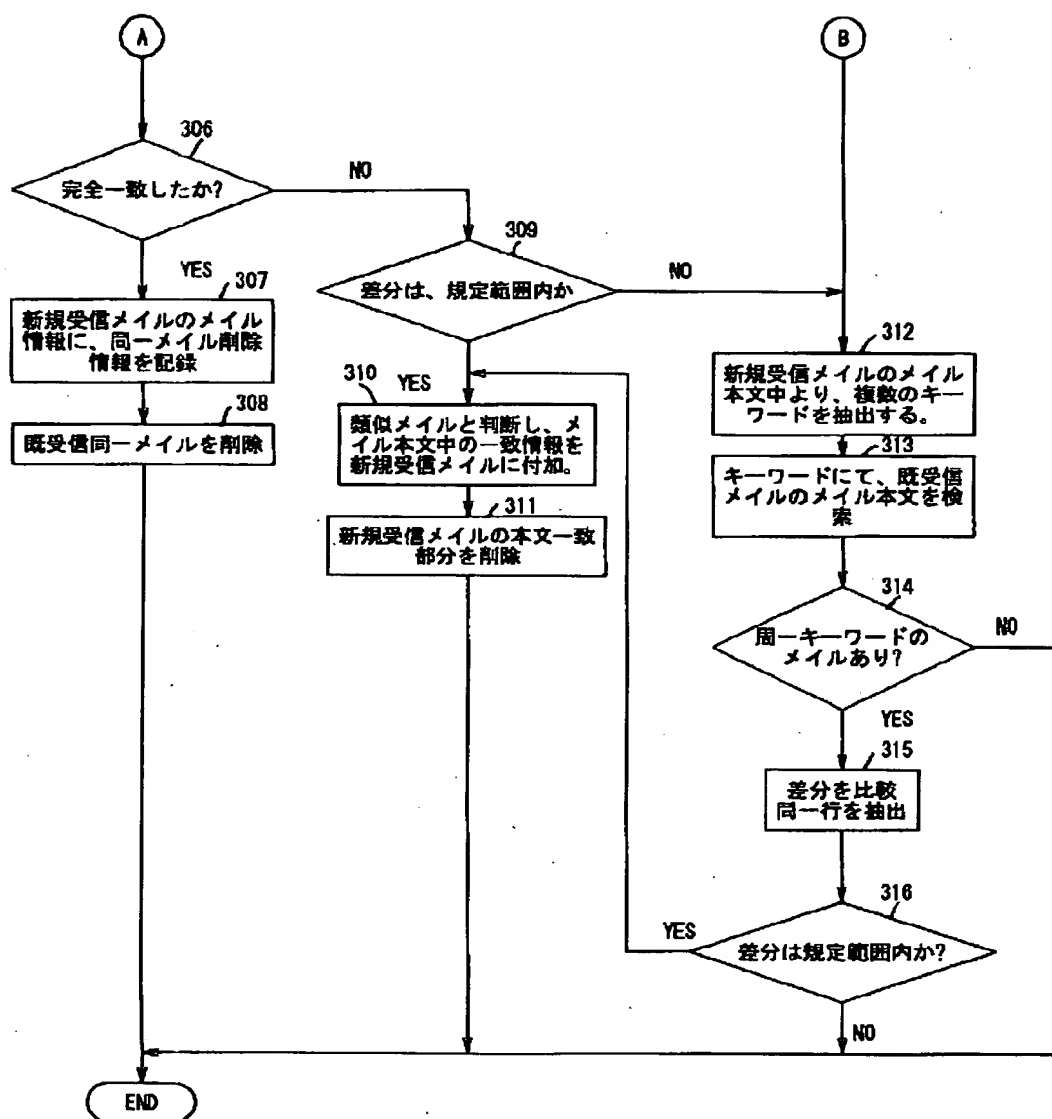 A
B
306
完全一致したか?
NO
YES
307
新規受信メイルのメイル
情報に、同一メイル削除
情報を記録
308
既受信同一メイルを削除
309
差分は、規定範囲内か
NO
YES
310
類似メイルと判断し、メイ
ル本文中の一致情報を
新規受信メイルに付加。
311
新規受信メイルの本文一致
部分を削除
312
新規受信メイルのメイル
本文中より、複数のキー
ワードを抽出する。
313
キーワードにて、既受信
メイルのメイル本文を検
索
314
周一キーワードの
メイルあり?
NO
YES
315
差分を比較
同一行を抽出
316
差分は規定範囲内か?
YES
NO
END